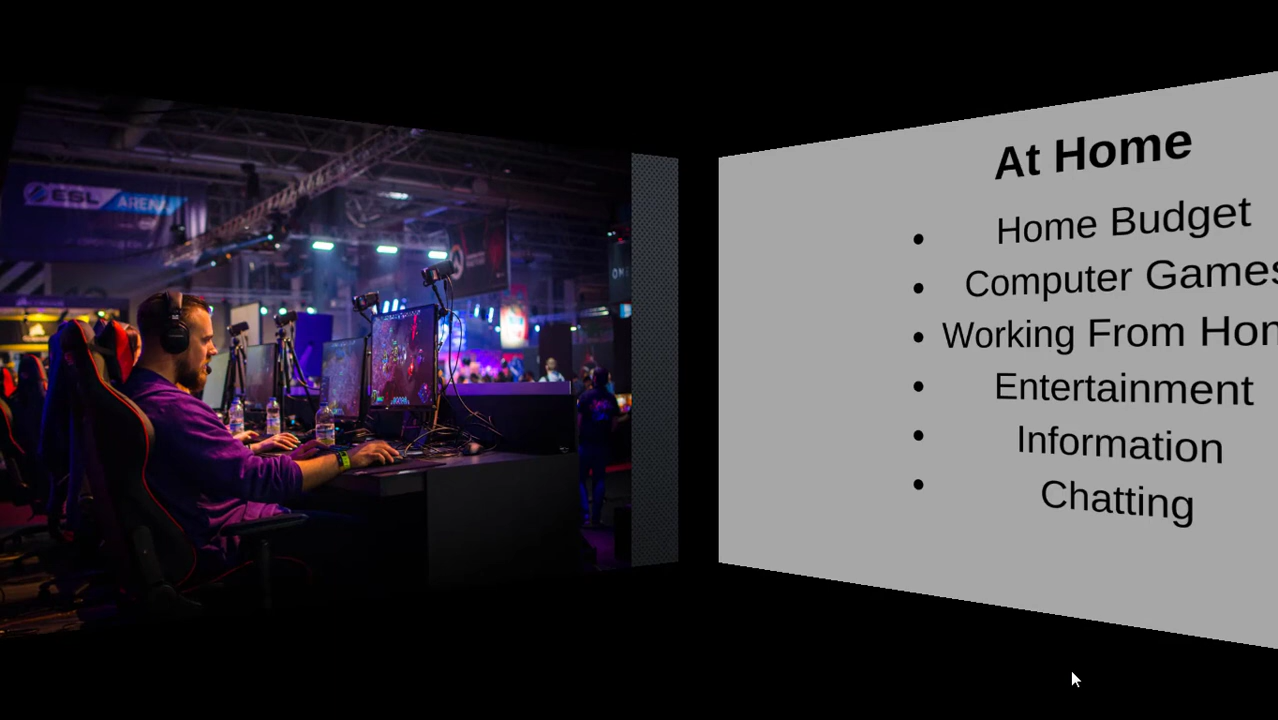 ESL ARENA
At Home
• Home Budget
• Computer Games
• Working From Hom
• Entertainment
• Information
• Chatting